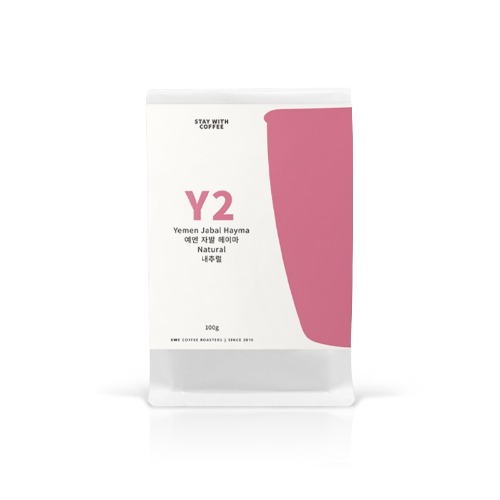 STAY WITH
COFFEE
Y2
Yemen Jabal Hayma
예멘 자발 헤이마
Natural
내추럴
100g
SWC COFFEE ROASTERS | SINCE 2010